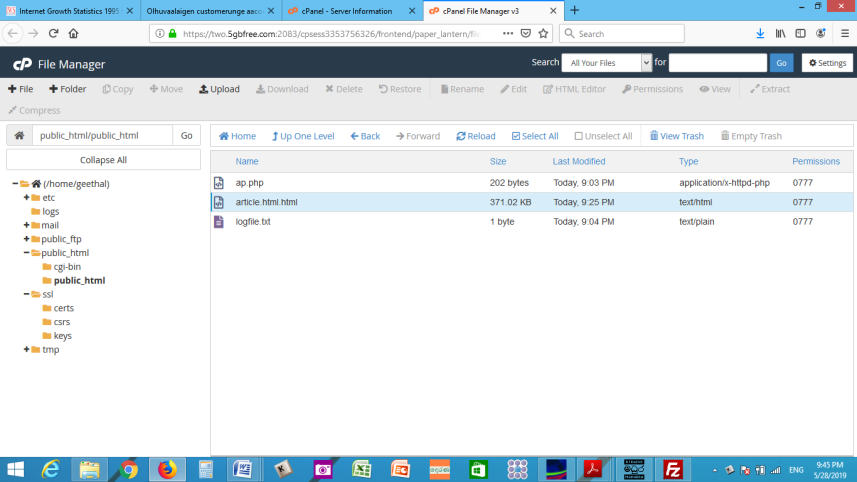 Internet Growth Statistics 1995
Olhuvaalaigen customerunge aaco
cPanel - Server Information
cPanel File Manager v3
https://two.5gbfree.com:2083/cpsess3353756326/frontend/paper_lantern/file
Search
File Manager
Search All Your Files for Go Settings
File Folder Copy Move Upload Download Delete Restore Rename Edit HTML Editor Permissions View Extract
Compress
public_html/public_html Go
Home Up One Level Back Forward Reload Select All Unselect All View Trash Empty Trash
Collapse All
Name Size Last Modified Type Permissions
ap.php 202 bytes Today, 9:03 PM application/x-httpd-php 0777
article.html.html 371.02 KB Today, 9:25 PM text/html 0777
logfile.txt 1 byte Today, 9:04 PM text/plain 0777
(/home/geethal)
etc
logs
mail
public_ftp
public_html
cgi-bin
public_html
ssl
certs
csrs
keys
tmp
ENG
9:45 PM
5/28/2019